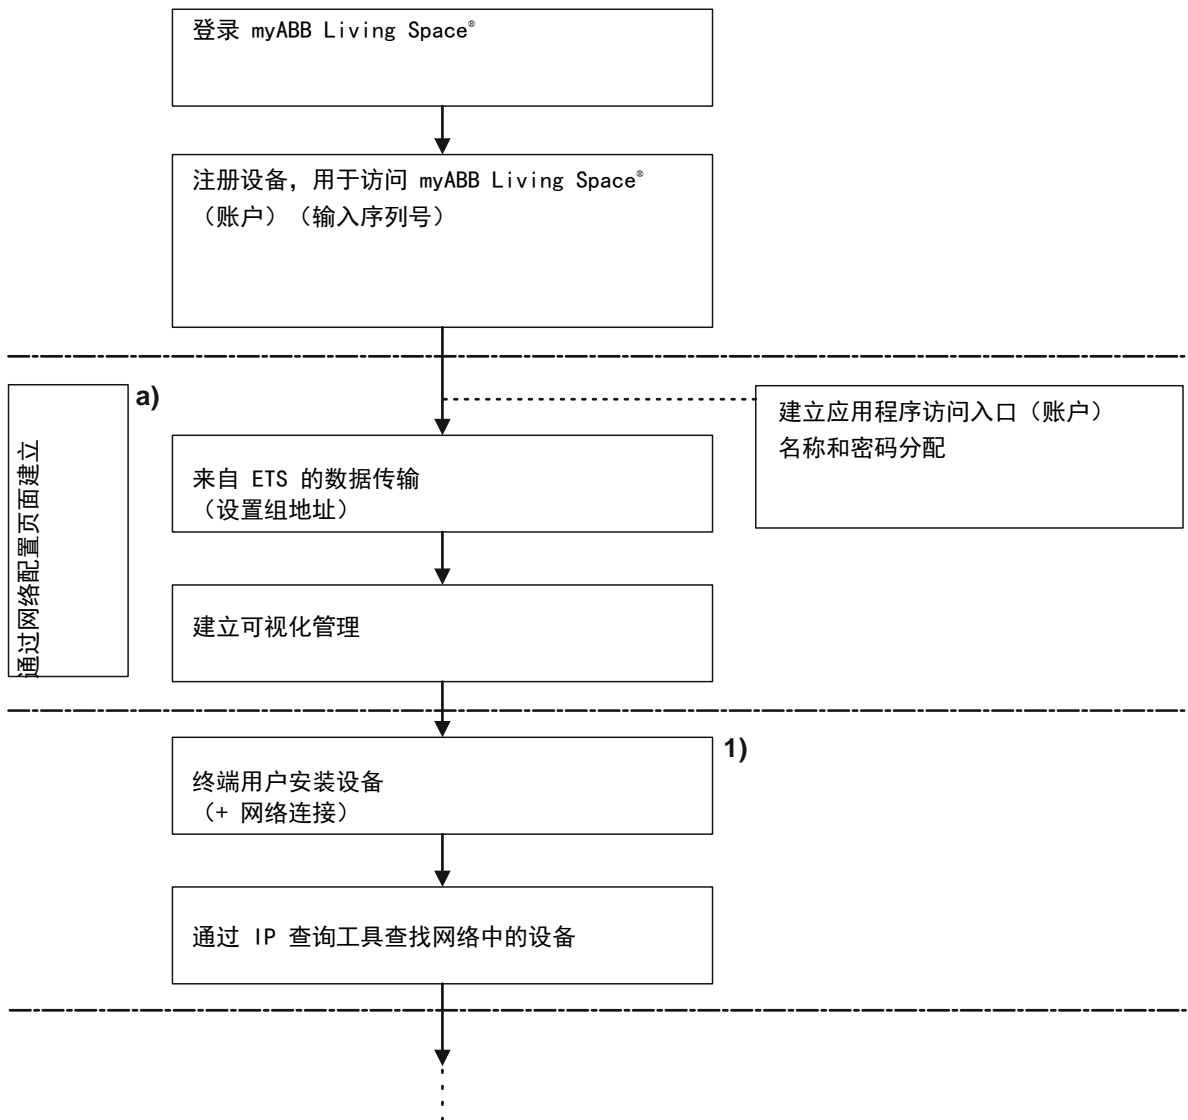 登录 myABB Living Space®
注册设备，用于访问 myABB Living Space®
（账户）（输入序列号）
a)
通过网络配置页面建立
建立应用程序访问入口（账户）
名称和密码分配
来自 ETS 的数据传输
（设置组地址）
建立可视化管理
1)
终端用户安装设备
（+ 网络连接）
通过 IP 查询工具查找网络中的设备